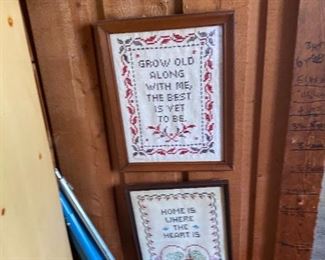 GROW OLD
ALONG
WITH ME,
THE BEST
IS YET
TO BE.
HOME IS
WHERE
THE
HEART IS